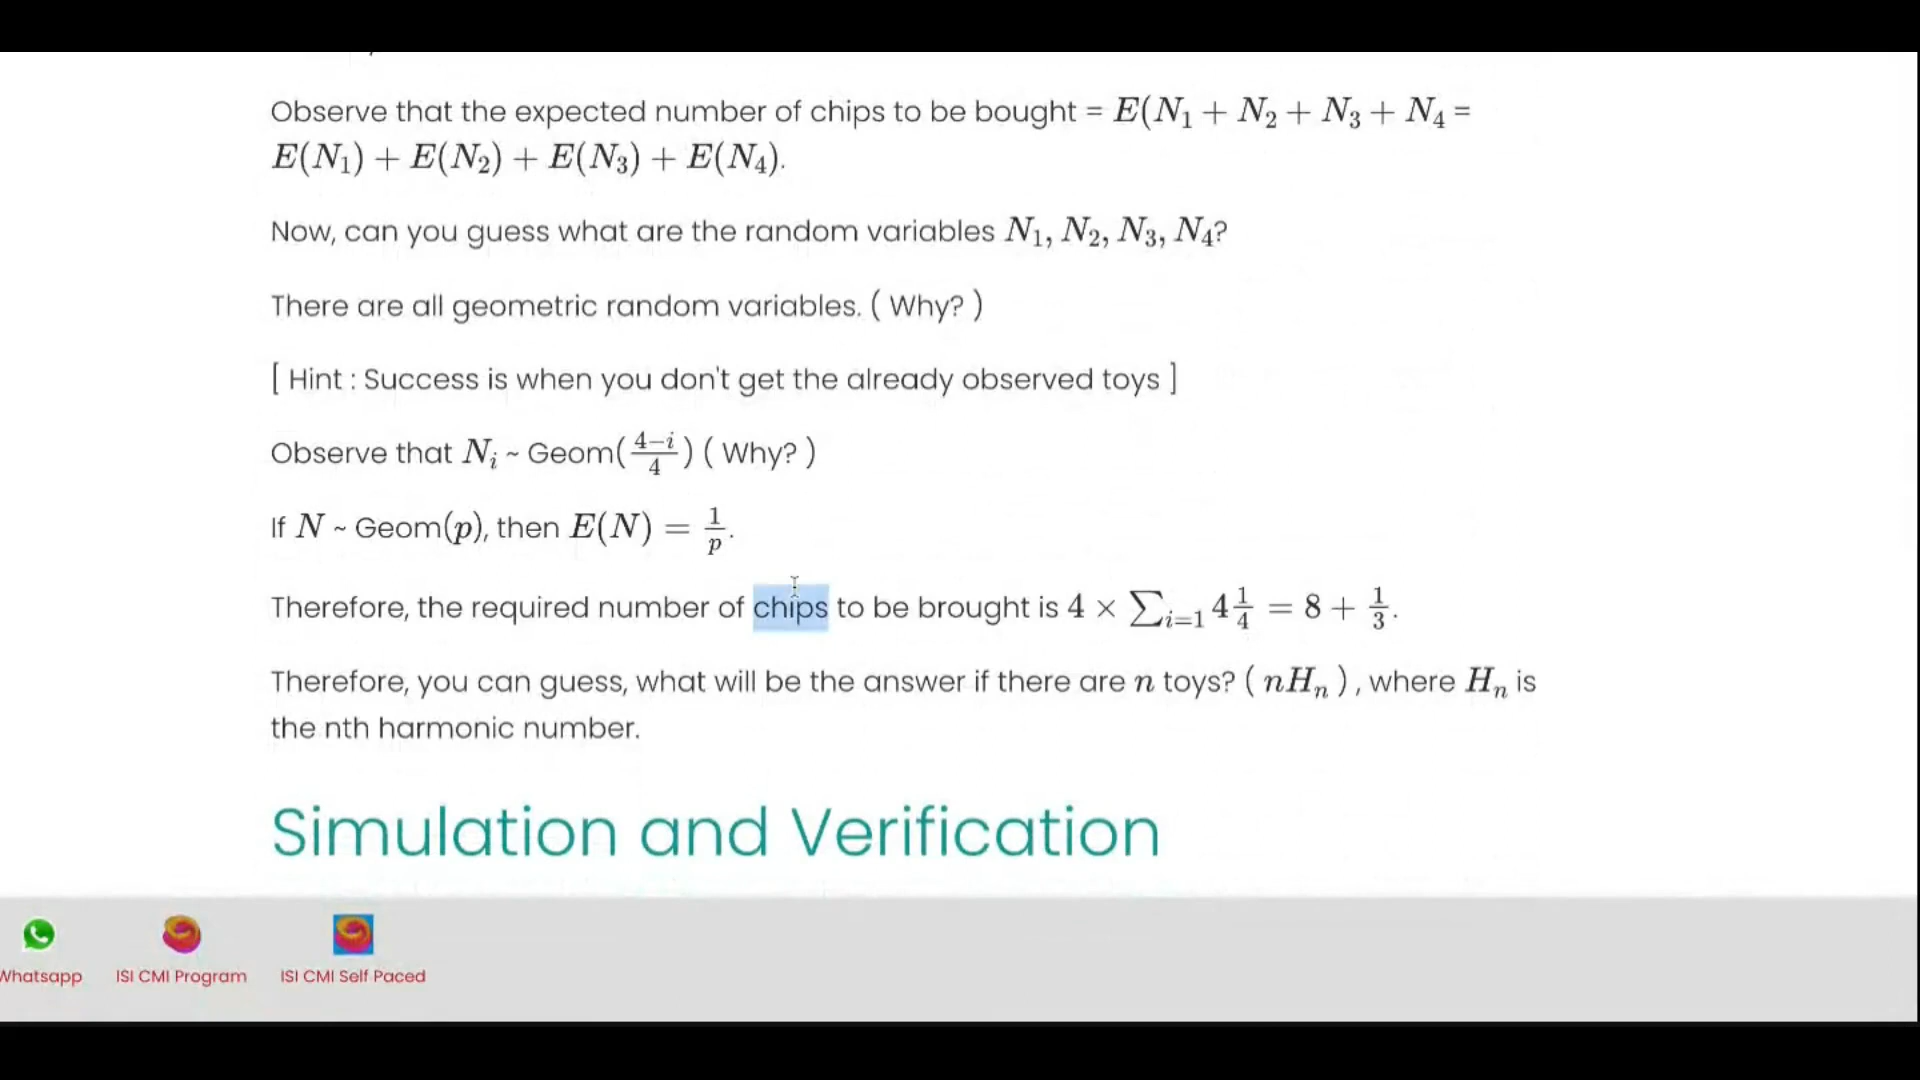 Observe that the expected number of chips to be bought = E(N₁ + N₂ + N₃ + N₄ =
E(N₁) + E(N₂) + E(N₃) + E(N₄).
Now, can you guess what are the random variables N₁, N₂, N₃, N₄?
There are all geometric random variables. ( Why? )
[ Hint : Success is when you don't get the already observed toys ]
Observe that Nᵢ ~ Geom(\frac{4-i}{4}) ( Why? )
If N ~ Geom(p), then E(N) = \frac{1}{p}.
Therefore, the required number of chips to be brought is 4 × ∑ᵢ₌₁ 4\frac{1}{4} = 8 + \frac{1}{3}.
Therefore, you can guess, what will be the answer if there are n toys? ( nHₙ ) , where Hₙ is
the nth harmonic number.
Simulation and Verification
Whatsapp
ISI CMI Program
ISI CMI Self Paced